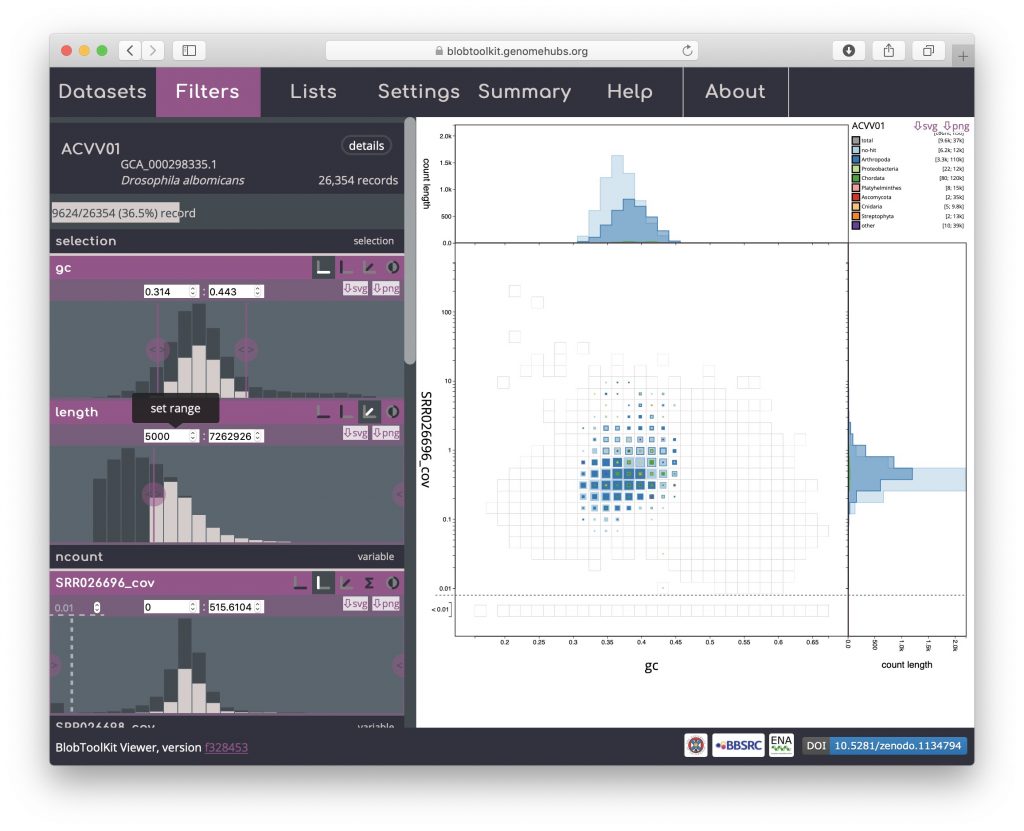 blobtoolkit.genomehubs.org
Datasets Filters Lists Settings Summary Help About
ACVV01
details
GCA_000298335.1
Drosophila albomicans 26,354 records
9624/26354 (36.5%) record
selection selection
gc
0.314 : 0.443 svg png
length
set range
5000 : 7262926 svg png
ncount variable
SRR026696_cov Σ
0.01 0 : 515.6104 svg png
SRR026698_cov variable
BlobToolKit Viewer, version f328453
BBSRC ENA DOI 10.5281/zenodo.1134794
ACVV01 svg png
total [9.6k; 37k]
no-hit [6.2k; 12k]
Arthropoda [3.3k; 110k]
Proteobacteria [22; 12k]
Chordata [80; 120k]
Platyhelminthes [8; 15k]
Ascomycota [2; 35k]
Cnidaria [5; 9.8k]
Streptophyta [2; 13k]
other [10; 39k]
count length
2.0k
1.5k
1.0k
500
0.0
SRR026696_cov
100
10
1
0.1
0.01
< 0.01
0.2 0.25 0.3 0.35 0.4 0.45 0.5 0.55 0.6 0.65
gc
0.0 500 1.0k 1.5k 2.0k
count length